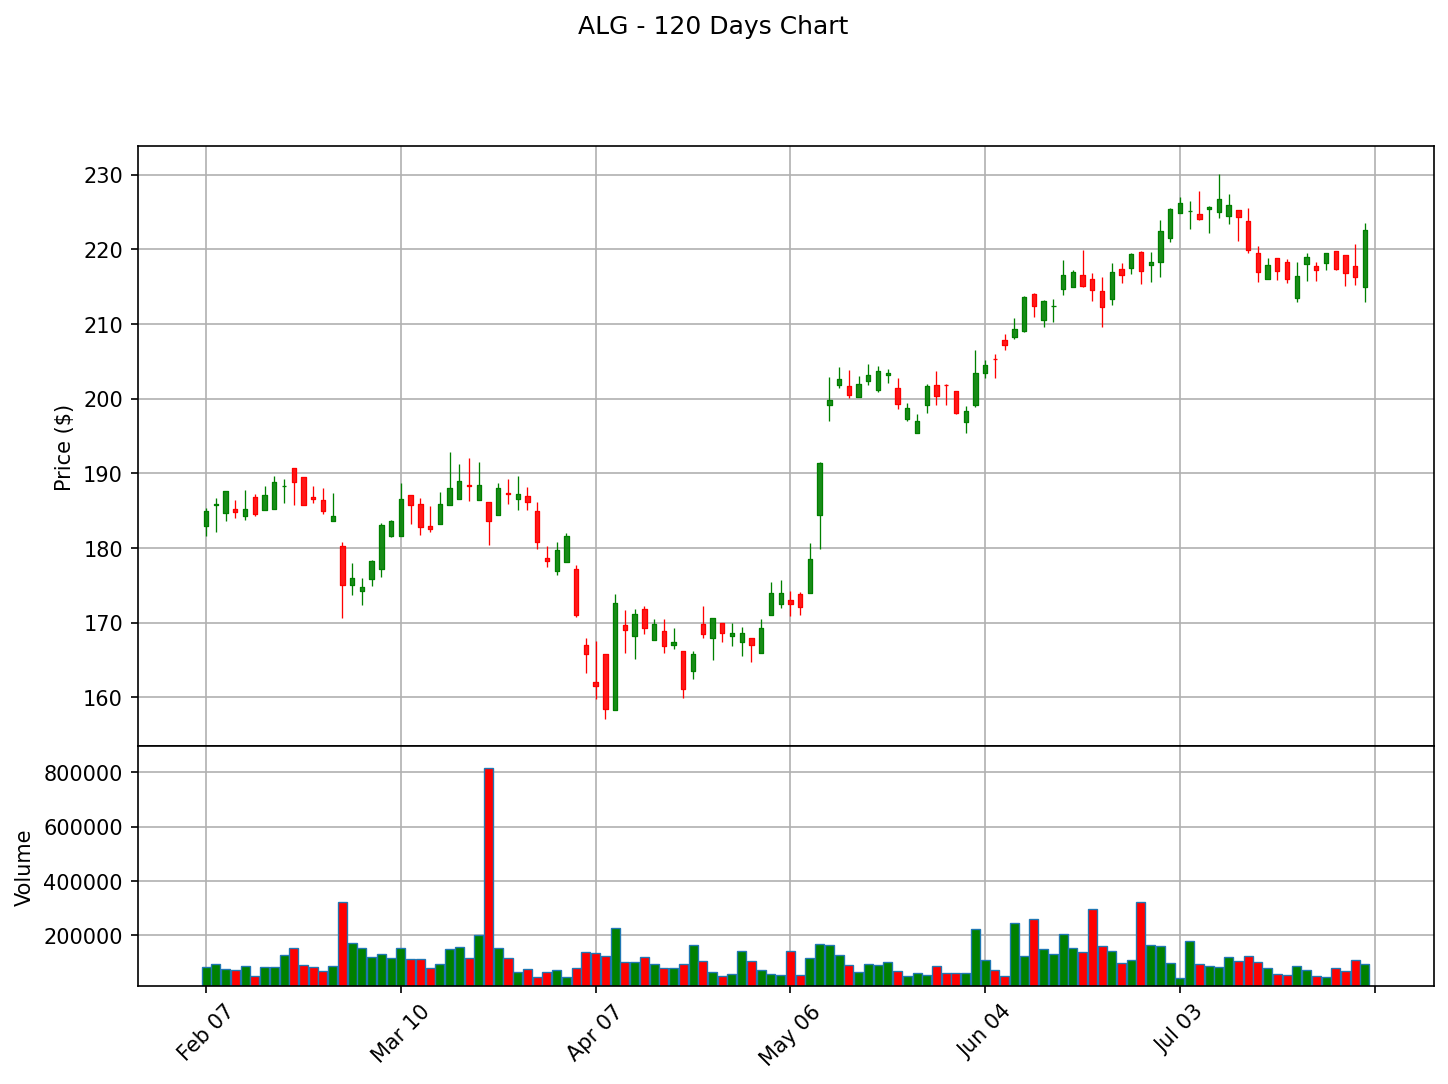 ALG - 120 Days Chart
Price ($)
230
220
210
200
190
180
170
160
Volume
800000
600000
400000
200000
Feb 07
Mar 10
Apr 07
May 06
Jun 04
Jul 03